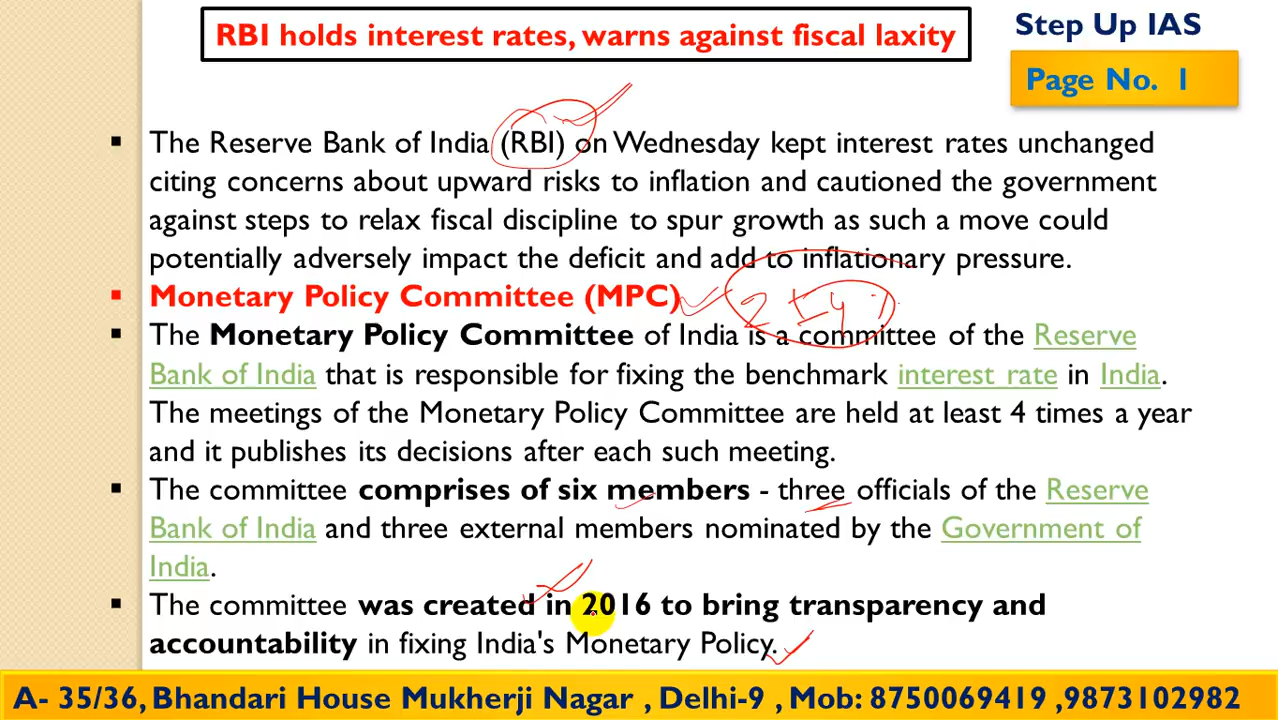 RBI holds interest rates, warns against fiscal laxity
Step Up IAS
Page No. 1
▪ The Reserve Bank of India (RBI) on Wednesday kept interest rates unchanged
citing concerns about upward risks to inflation and cautioned the government
against steps to relax fiscal discipline to spur growth as such a move could
potentially adversely impact the deficit and add to inflationary pressure.
▪ Monetary Policy Committee (MPC)
2 ± 4 %
▪ The Monetary Policy Committee of India is a committee of the Reserve
Bank of India that is responsible for fixing the benchmark interest rate in India.
The meetings of the Monetary Policy Committee are held at least 4 times a year
and it publishes its decisions after each such meeting.
▪ The committee comprises of six members - three officials of the Reserve
Bank of India and three external members nominated by the Government of
India.
▪ The committee was created in 2016 to bring transparency and
accountability in fixing India's Monetary Policy.
A- 35/36, Bhandari House Mukherji Nagar , Delhi-9 , Mob: 8750069419 ,9873102982